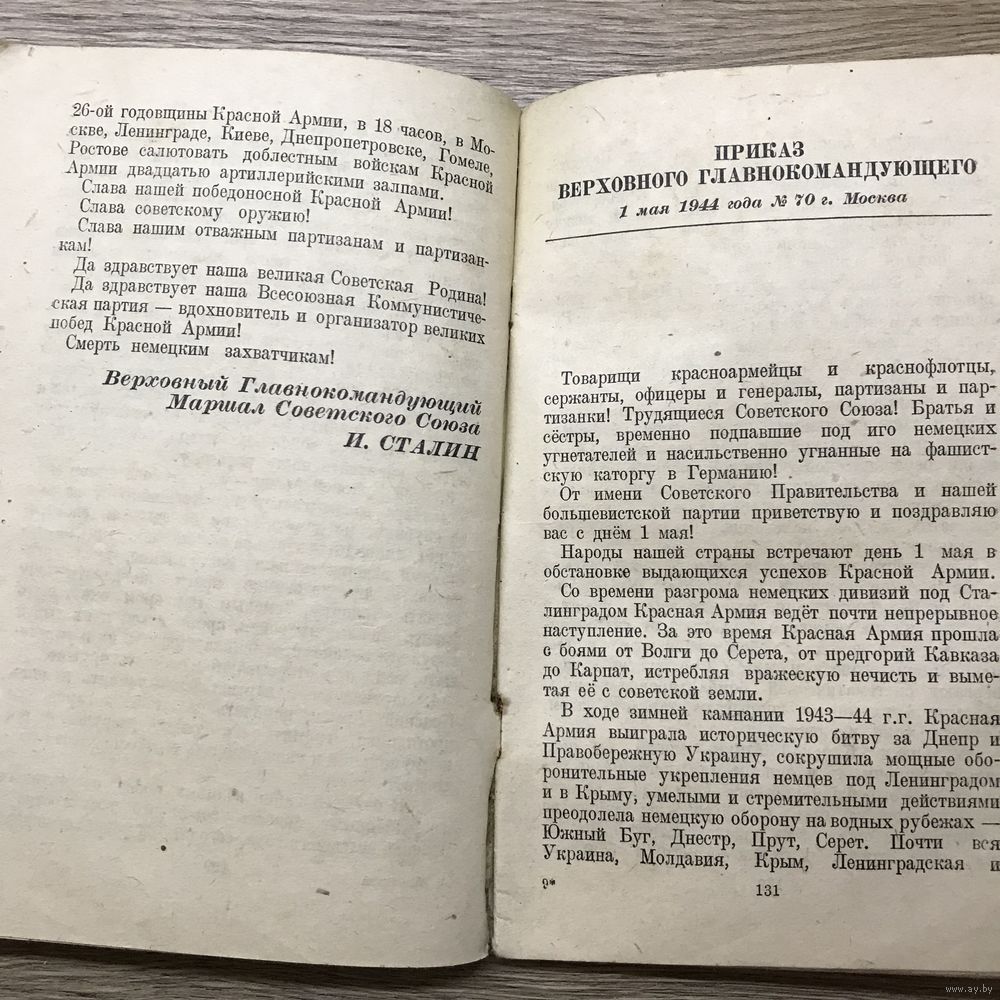 26-ой годовщины Красной Армии, в 18 часов, в Мо-
скве, Ленинграде, Киеве, Днепропетровске, Гомеле,
Ростове салютовать доблестным войскам Красной
Армии двадцатью артиллерийскими залпами.
Слава нашей победоносной Красной Армии!
Слава советскому оружию!
Слава нашим отважным партизанам и партизан-
кам!
Да здравствует наша великая Советская Родина!
Да здравствует наша Всесоюзная Коммунистиче-
ская партия — вдохновитель и организатор великих
побед Красной Армии!
Смерть немецким захватчикам!
Верховный Главнокомандующий
Маршал Советского Союза
И. СТАЛИН
ПРИКАЗ
ВЕРХОВНОГО ГЛАВНОКОМАНДУЮЩЕГО
1 мая 1944 года № 70 г. Москва
Товарищи красноармейцы и краснофлотцы,
сержанты, офицеры и генералы, партизаны и пар-
тизанки! Трудящиеся Советского Союза! Братья и
сёстры, временно подпавшие под иго немецких
угнетателей и насильственно угнанные на фашист-
скую каторгу в Германию!
От имени Советского Правительства и нашей
большевистской партии приветствую и поздравляю
вас с днём 1 мая!
Народы нашей страны встречают день 1 мая в
обстановке выдающихся успехов Красной Армии.
Со времени разгрома немецких дивизий под Ста-
линградом Красная Армия ведёт почти непрерывное
наступление. За это время Красная Армия прошла
с боями от Волги до Серета, от предгорий Кавказа
до Карпат, истребляя вражескую нечисть и выме-
тая её с советской земли.
В ходе зимней кампании 1943—44 г.г. Красная
Армия выиграла историческую битву за Днепр и
Правобережную Украину, сокрушила мощные обо-
ронительные укрепления немцев под Ленинградом
и в Крыму, умелыми и стремительными действиями
преодолела немецкую оборону на водных рубежах —
Южный Буг, Днестр, Прут, Серет. Почти вся
Украина, Молдавия, Крым, Ленинградская и
9*
131
www.ay.by